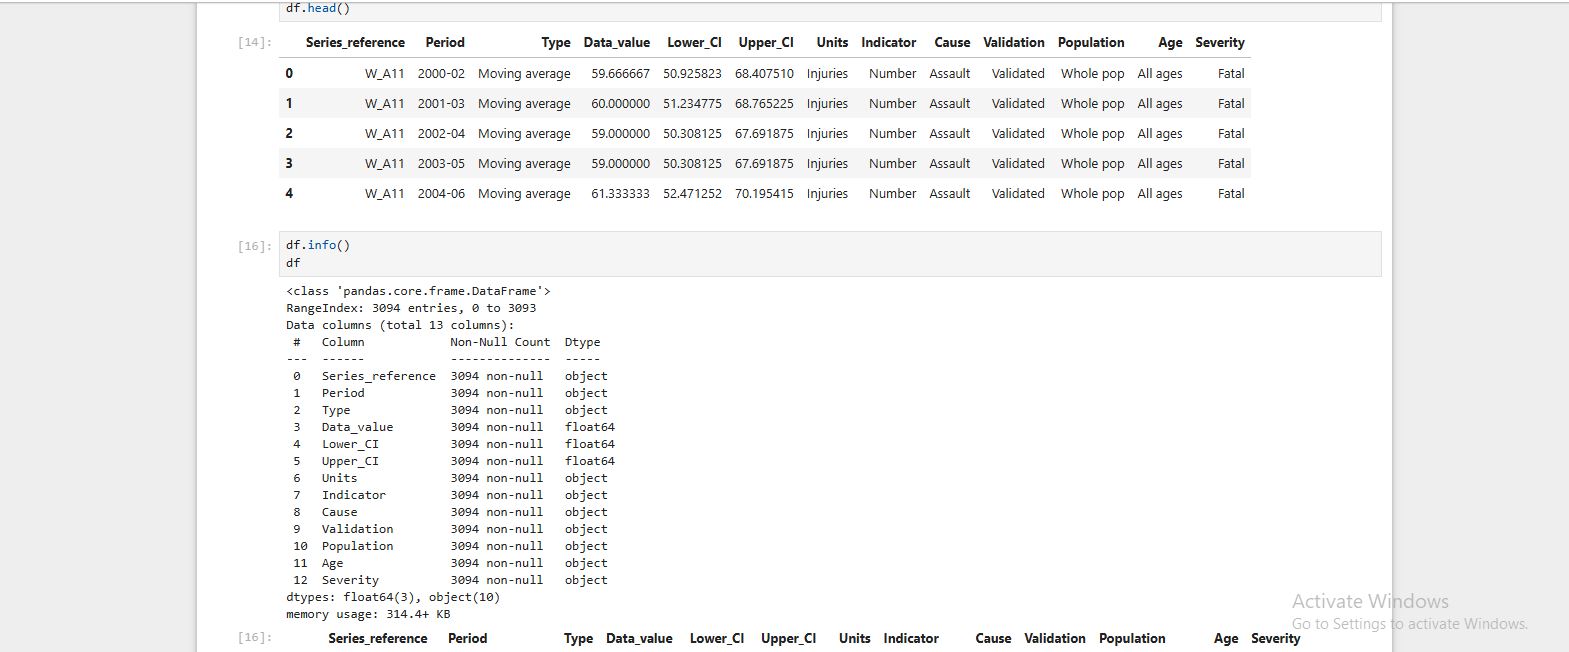 df.head()
[14]: Series_reference Period Type Data_value Lower_CI Upper_CI Units Indicator Cause Validation Population Age Severity
0 W_A11 2000-02 Moving average 59.666667 50.925823 68.407510 Injuries Number Assault Validated Whole pop All ages Fatal
1 W_A11 2001-03 Moving average 60.000000 51.234775 68.765225 Injuries Number Assault Validated Whole pop All ages Fatal
2 W_A11 2002-04 Moving average 59.000000 50.308125 67.691875 Injuries Number Assault Validated Whole pop All ages Fatal
3 W_A11 2003-05 Moving average 59.000000 50.308125 67.691875 Injuries Number Assault Validated Whole pop All ages Fatal
4 W_A11 2004-06 Moving average 61.333333 52.471252 70.195415 Injuries Number Assault Validated Whole pop All ages Fatal
[16]: df.info()
df
<class 'pandas.core.frame.DataFrame'>
RangeIndex: 3094 entries, 0 to 3093
Data columns (total 13 columns):
# Column Non-Null Count Dtype
--- ------ -------------- -----
0 Series_reference 3094 non-null object
1 Period 3094 non-null object
2 Type 3094 non-null object
3 Data_value 3094 non-null float64
4 Lower_CI 3094 non-null float64
5 Upper_CI 3094 non-null float64
6 Units 3094 non-null object
7 Indicator 3094 non-null object
8 Cause 3094 non-null object
9 Validation 3094 non-null object
10 Population 3094 non-null object
11 Age 3094 non-null object
12 Severity 3094 non-null object
dtypes: float64(3), object(10)
memory usage: 314.4+ KB
[16]: Series_reference Period Type Data_value Lower_CI Upper_CI Units Indicator Cause Validation Population Age Severity
Activate Windows
Go to Settings to activate Windows.